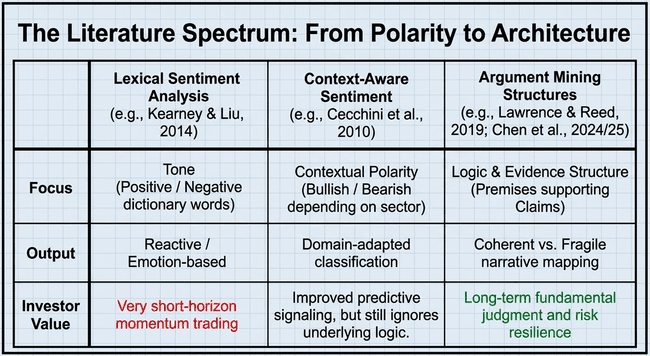 The Literature Spectrum: From Polarity to Architecture
Lexical Sentiment
Analysis
(e.g., Kearney & Liu,
2014)
Context-Aware
Sentiment
(e.g., Cecchini et al.,
2010)
Argument Mining
Structures
(e.g., Lawrence & Reed,
2019; Chen et al., 2024/25)
Focus
Tone
(Positive / Negative
dictionary words)
Contextual Polarity
(Bullish / Bearish
depending on sector)
Logic & Evidence Structure
(Premises supporting
Claims)
Output
Reactive /
Emotion-based
Domain-adapted
classification
Coherent vs. Fragile
narrative mapping
Investor
Value
Very short-horizon
momentum trading
Improved predictive
signaling, but still ignores
underlying logic.
Long-term fundamental
judgment and risk
resilience